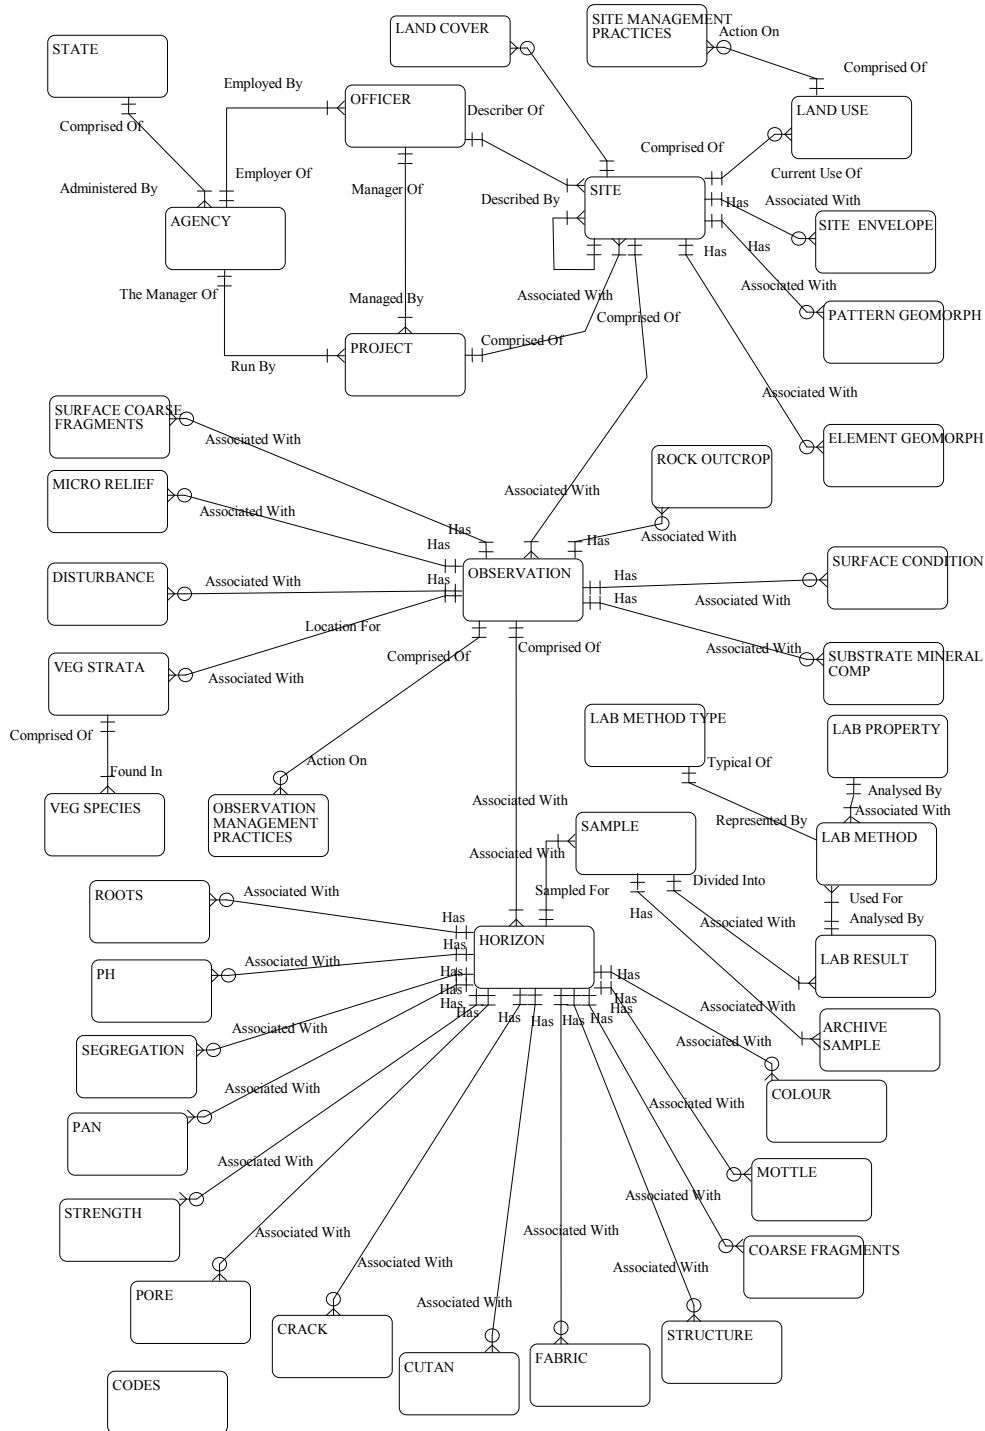 STATE
LAND COVER
SITE MANAGEMENT
PRACTICES
Action On
Comprised Of
LAND USE
Employed By
OFFICER
Describer Of
Comprised Of
Comprised Of
Current Use Of
Administered By
Employer Of
Manager Of
Described By
SITE
Has
Associated With
AGENCY
SITE  ENVELOPE
Has
Has
Associated With
The Manager Of
Managed By
Associated With
Comprised Of
PATTERN GEOMORPH
Run By
PROJECT
Comprised Of
SURFACE COARSE
FRAGMENTS
Associated With
Associated With
ELEMENT GEOMORPH
ROCK OUTCROP
MICRO RELIEF
Associated With
Associated With
Has
Has
Has
Associated With
DISTURBANCE
Associated With
Has
OBSERVATION
Has
SURFACE CONDITION
Has
Associated With
Location For
Comprised Of
Comprised Of
Associated With
VEG STRATA
Associated With
SUBSTRATE MINERAL
COMP
LAB METHOD TYPE
LAB PROPERTY
Comprised Of
Found In
Action On
Typical Of
Analysed By
VEG SPECIES
OBSERVATION
MANAGEMENT
PRACTICES
Associated With
SAMPLE
Represented By
Associated With
LAB METHOD
Associated With
Divided Into
ROOTS
Associated With
Sampled For
Has
Used For
Analysed By
Has
Associated With
HORIZON
LAB RESULT
PH
Associated With
Has
Has
Has
Has
Has
Has
Has
Has
Has
Has
Has
Has
Has
Associated With
ARCHIVE
SAMPLE
SEGREGATION
Associated With
Associated With
COLOUR
PAN
Associated With
Associated With
STRENGTH
Associated With
MOTTLE
Associated With
Associated With
Associated With
COARSE FRAGMENTS
PORE
Associated With
Associated With
CRACK
Associated With
STRUCTURE
CUTAN
FABRIC
CODES